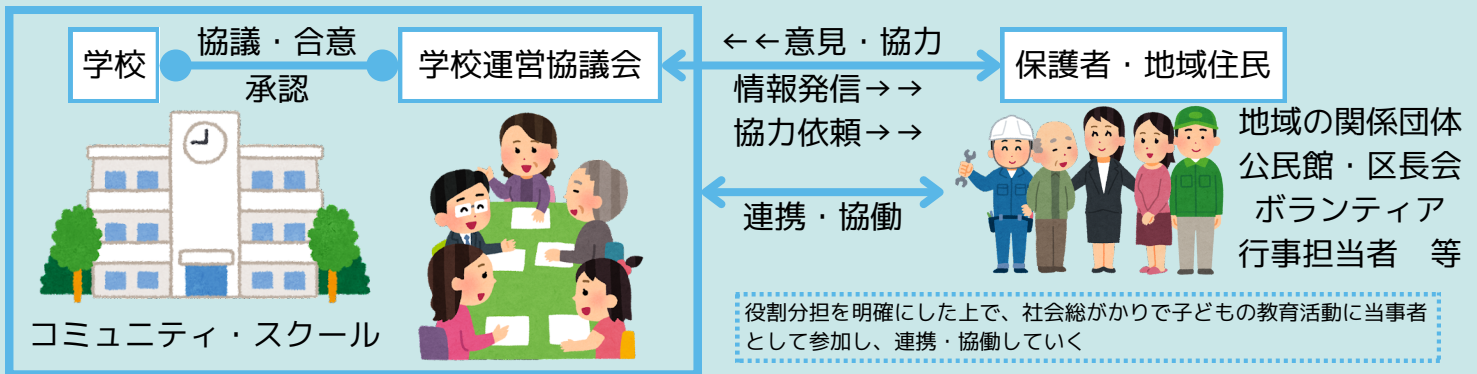 学校
協議・合意
承認
学校運営協議会
←←意見・協力
情報発信→→
協力依頼→→
保護者・地域住民
連携・協働
地域の関係団体
公民館・区長会
ボランティア
行事担当者　等
コミュニティ・スクール
役割分担を明確にした上で、社会総がかりで子どもの教育活動に当事者
として参加し、連携・協働していく